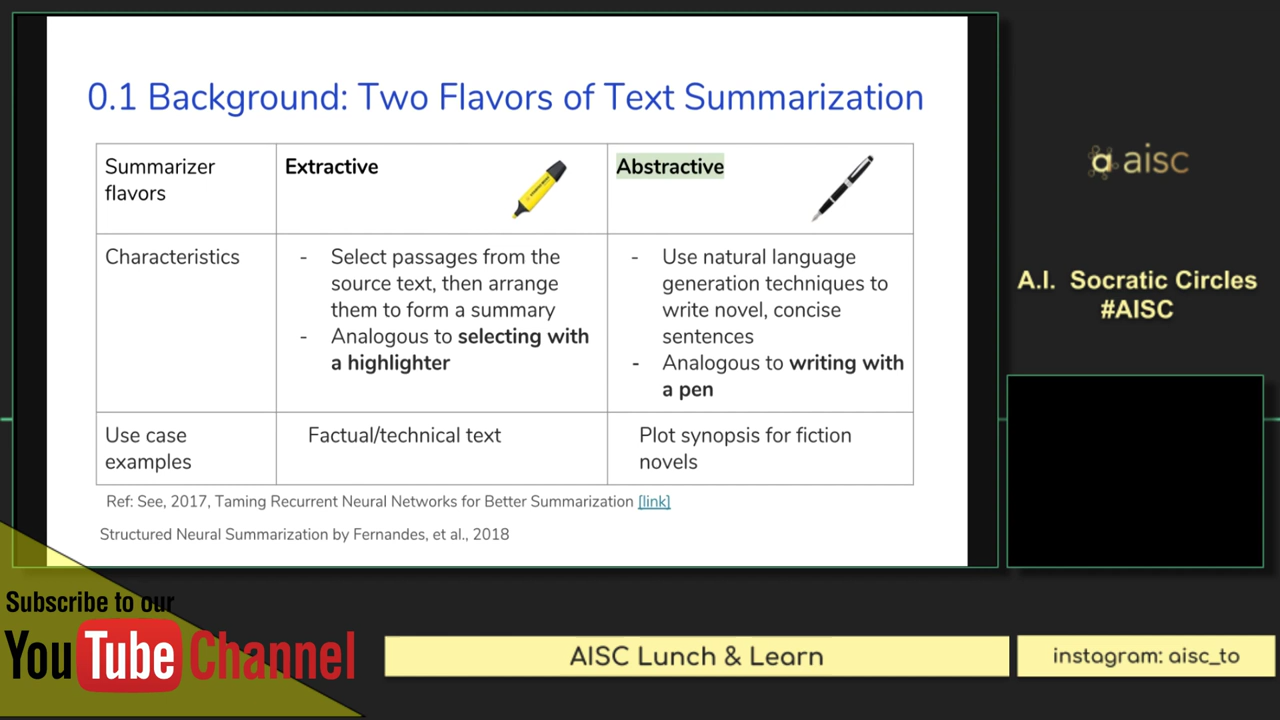 0.1 Background: Two Flavors of Text Summarization
Summarizer
flavors
Extractive
Abstractive
Characteristics
- Select passages from the
source text, then arrange
them to form a summary
- Analogous to selecting with
a highlighter
- Use natural language
generation techniques to
write novel, concise
sentences
- Analogous to writing with
a pen
Use case
examples
Factual/technical text
Plot synopsis for fiction
novels
Ref: See, 2017, Taming Recurrent Neural Networks for Better Summarization [link]
Structured Neural Summarization by Fernandes, et al., 2018
a aisc
A.I. Socratic Circles
#AISC
Subscribe to our
YouTube Channel
AISC Lunch & Learn
instagram: aisc_to